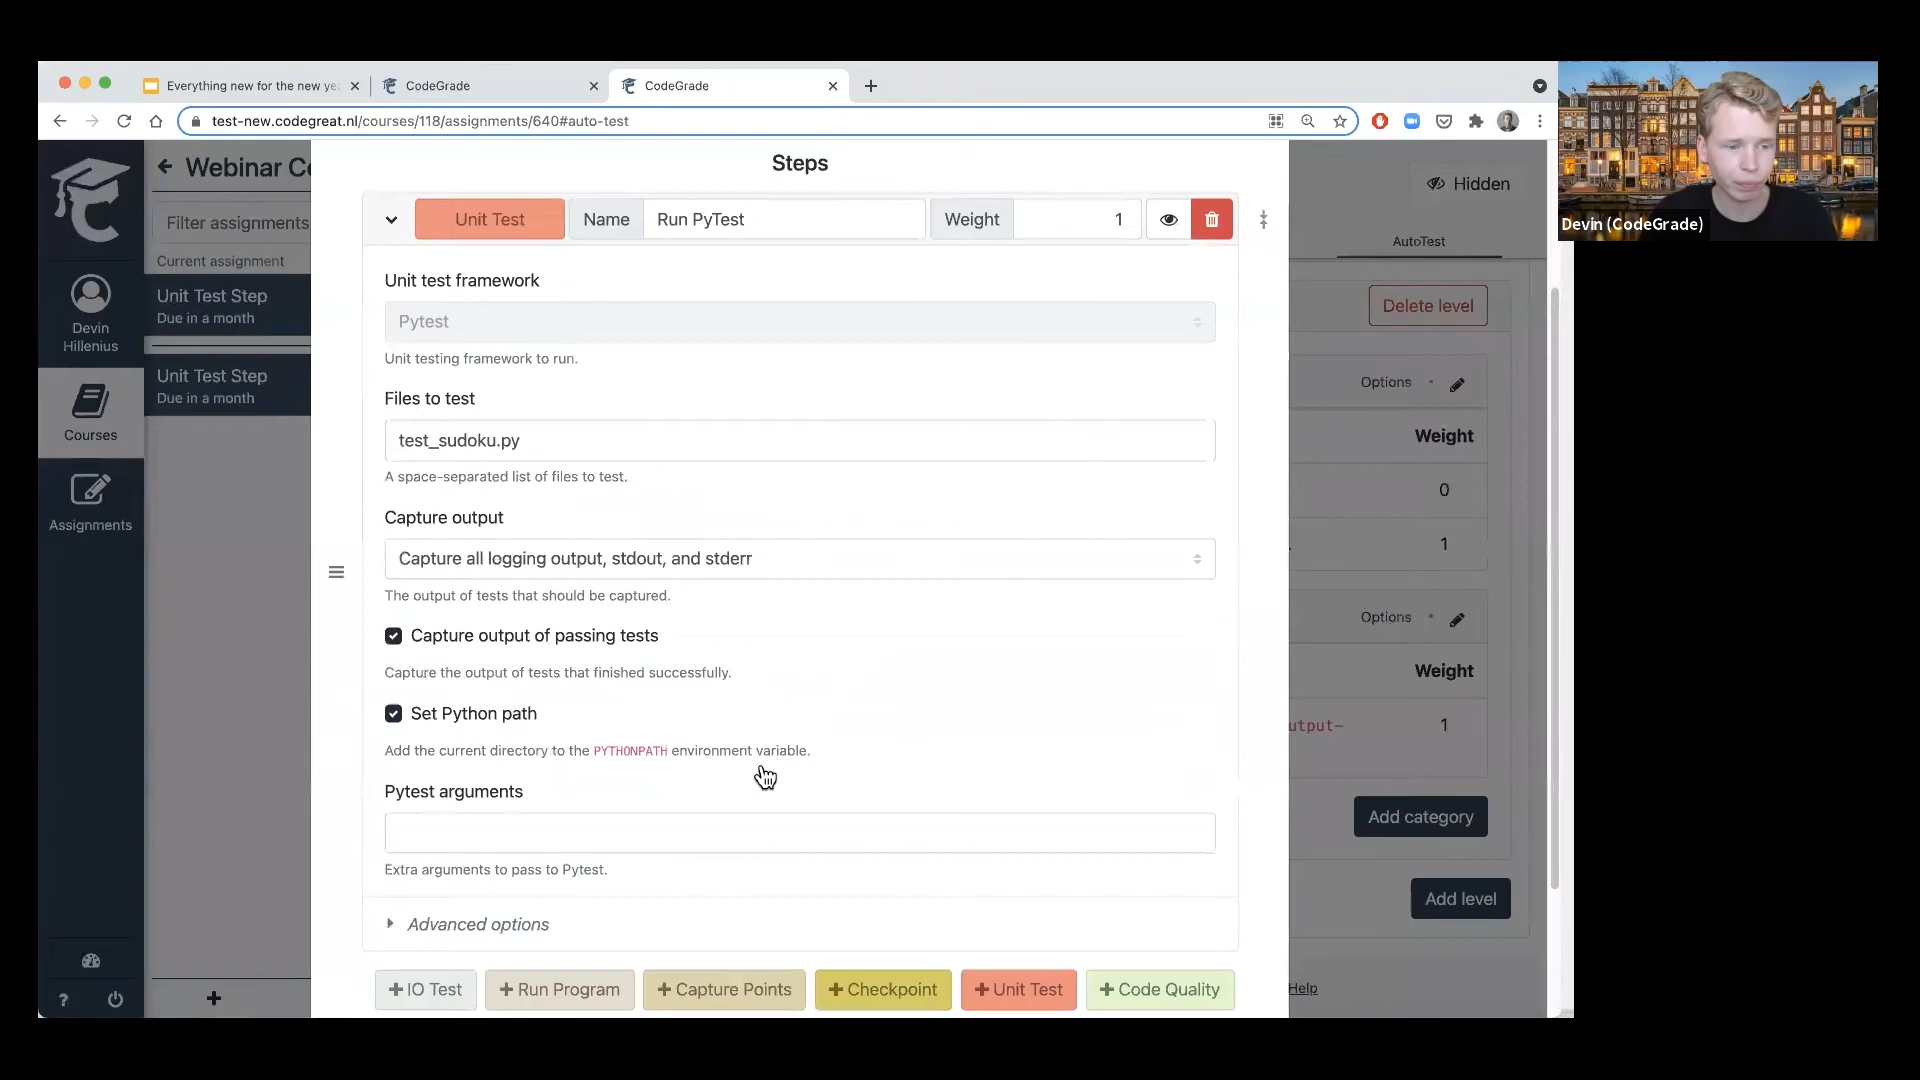 Everything new for the new ye
CodeGrade
CodeGrade
test-new.codegreat.nl/courses/118/assignments/640#auto-test
Devin (CodeGrade)
Webinar Co
Filter assignments
Current assignment
Unit Test Step
Due in a month
Unit Test Step
Due in a month
Devin
Hillenius
Courses
Assignments
?
Steps
Unit Test
Name
Run PyTest
Weight
1
Unit test framework
Pytest
Unit testing framework to run.
Files to test
test_sudoku.py
A space-separated list of files to test.
Capture output
Capture all logging output, stdout, and stderr
The output of tests that should be captured.
Capture output of passing tests
Capture the output of tests that finished successfully.
Set Python path
Add the current directory to the PYTHONPATH environment variable.
Pytest arguments
Extra arguments to pass to Pytest.
Advanced options
+ IO Test
+ Run Program
+ Capture Points
+ Checkpoint
+ Unit Test
+ Code Quality
Hidden
AutoTest
Delete level
Options
Weight
0
1
Options
Weight
utput-
1
Add category
Add level
Help